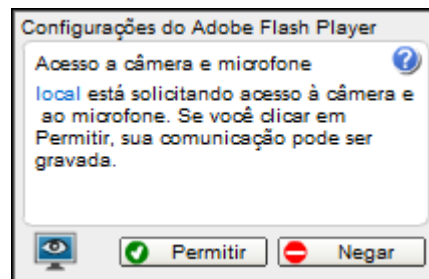 Configurações do Adobe Flash Player
Acesso a câmera e microfone
local está solicitando acesso à câmera e
ao microfone. Se você clicar em
Permitir, sua comunicação pode ser
gravada.
Permitir
Negar